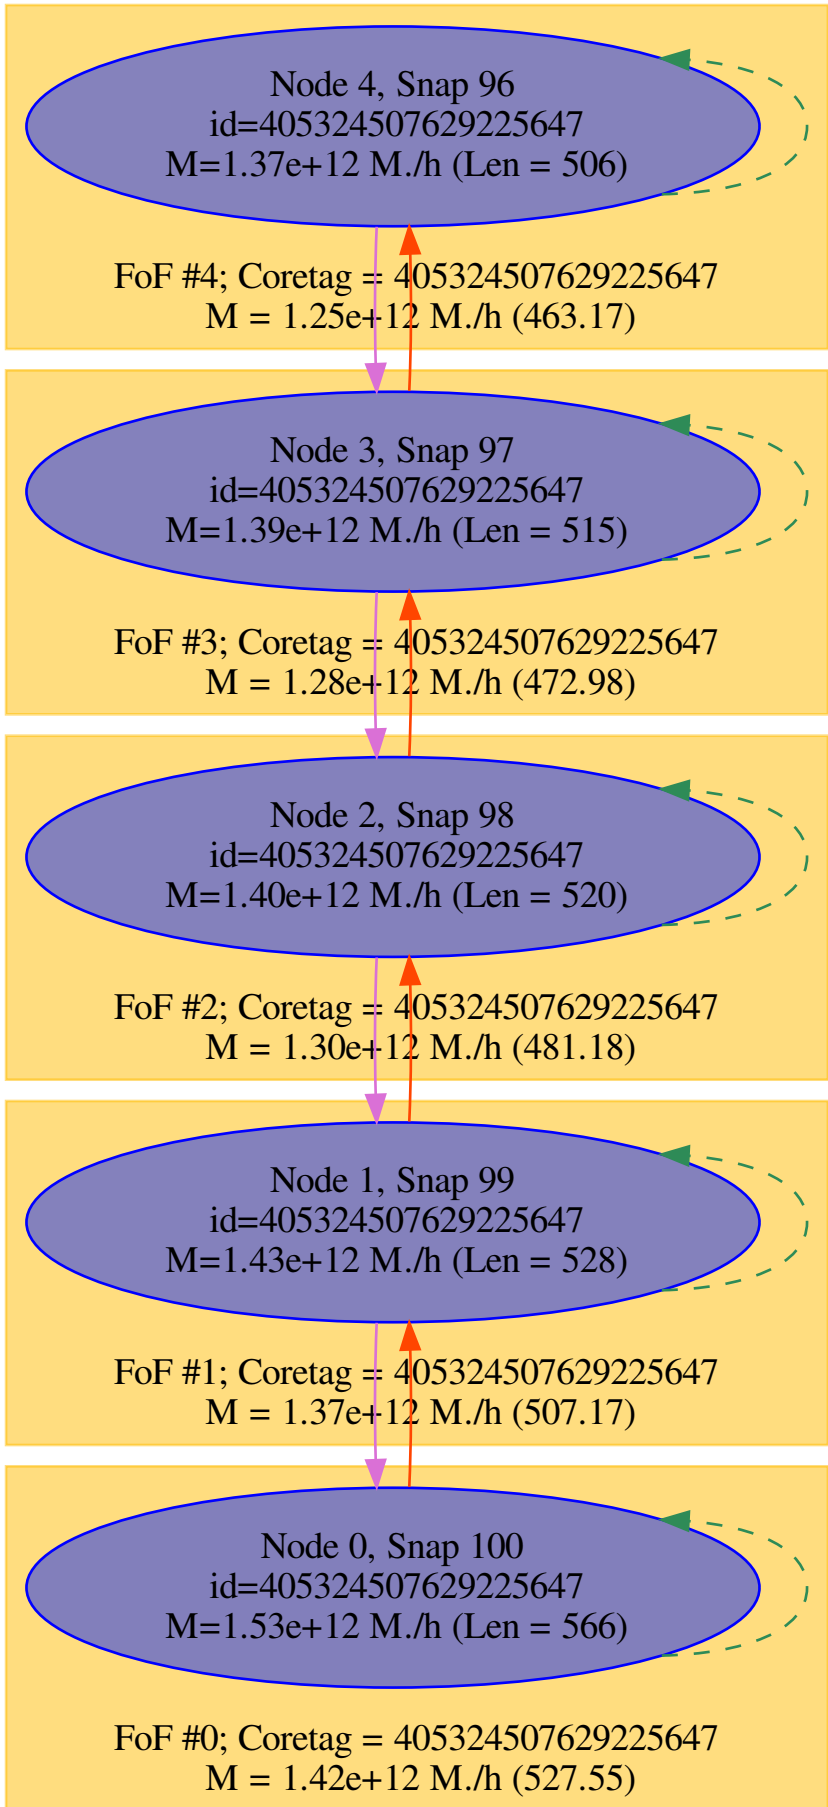 Node 4, Snap 96
id=405324507629225647
M=1.37e+12 M./h (Len = 506)
FoF #4; Coretag = 405324507629225647
M = 1.25e+12 M./h (463.17)
Node 3, Snap 97
id=405324507629225647
M=1.39e+12 M./h (Len = 515)
FoF #3; Coretag = 405324507629225647
M = 1.28e+12 M./h (472.98)
Node 2, Snap 98
id=405324507629225647
M=1.40e+12 M./h (Len = 520)
FoF #2; Coretag = 405324507629225647
M = 1.30e+12 M./h (481.18)
Node 1, Snap 99
id=405324507629225647
M=1.43e+12 M./h (Len = 528)
FoF #1; Coretag = 405324507629225647
M = 1.37e+12 M./h (507.17)
Node 0, Snap 100
id=405324507629225647
M=1.53e+12 M./h (Len = 566)
FoF #0; Coretag = 405324507629225647
M = 1.42e+12 M./h (527.55)